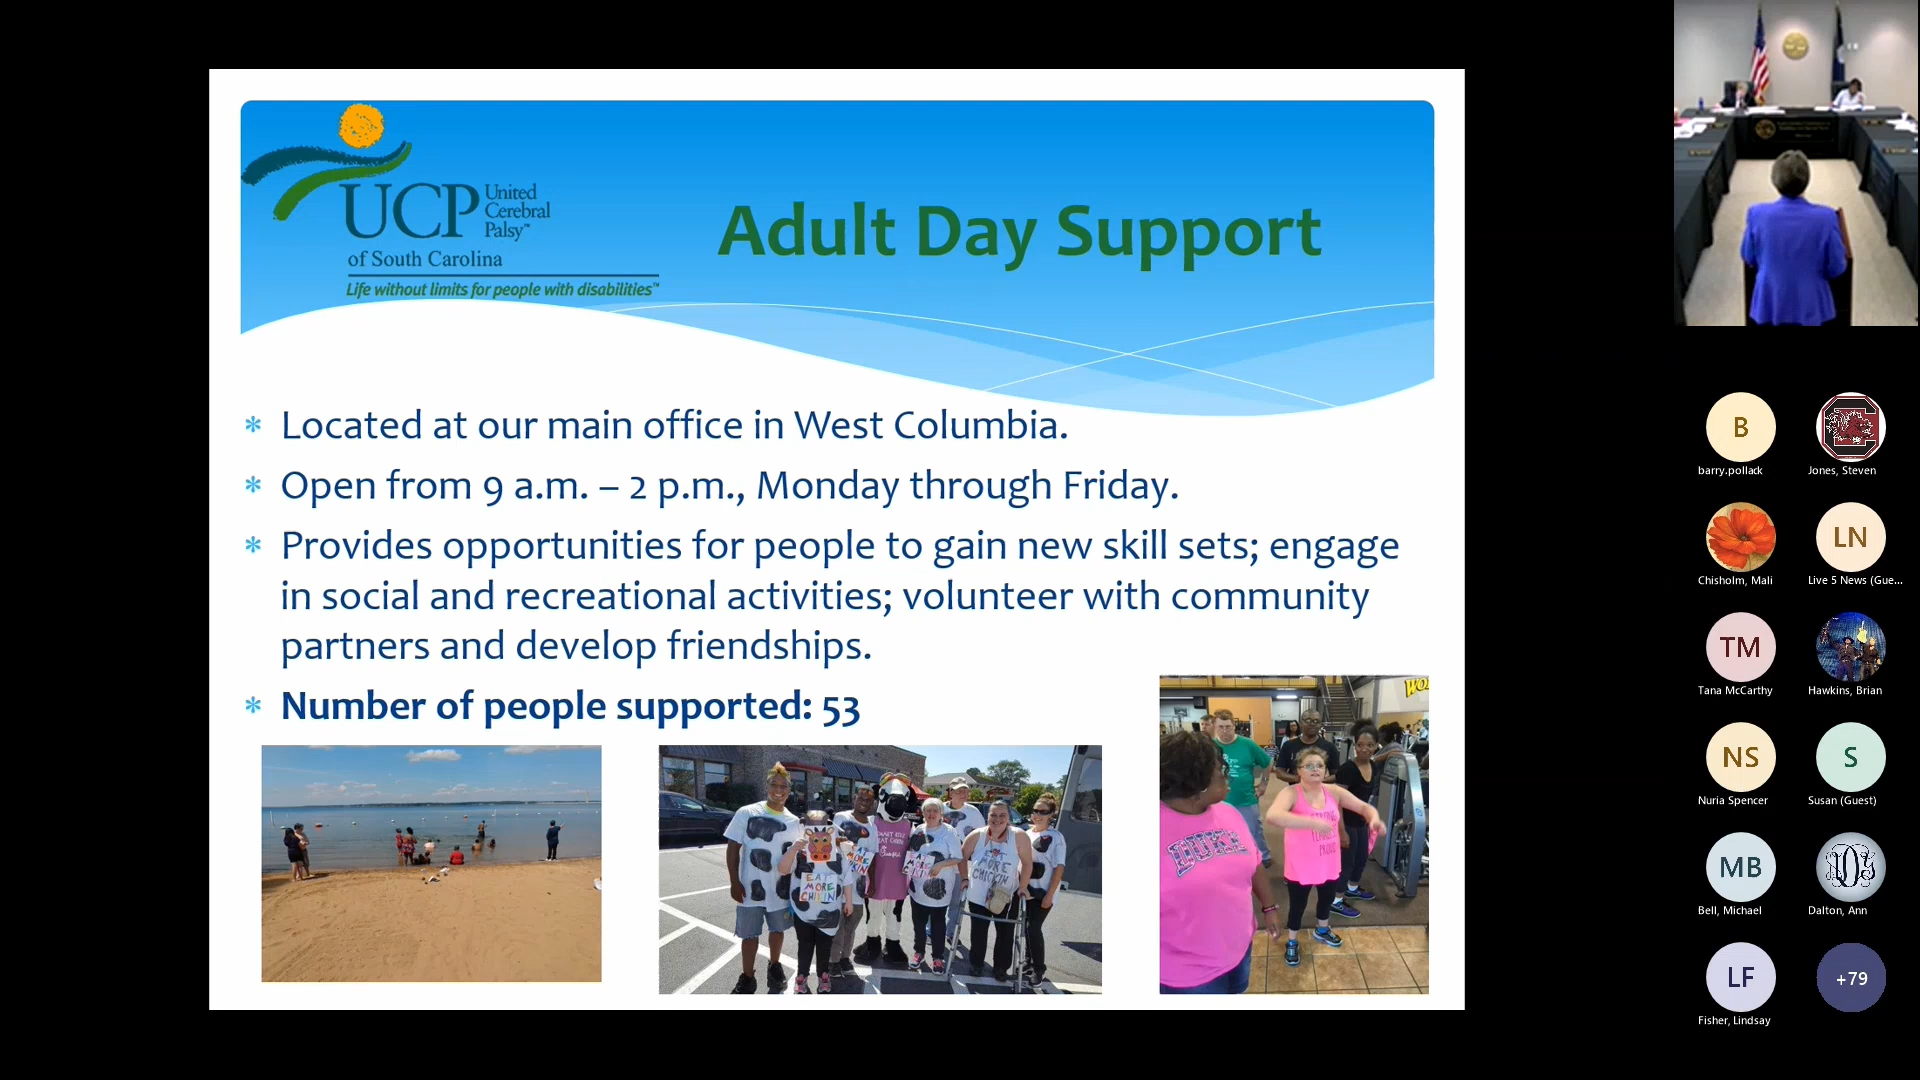 UCP
United
Cerebral
Palsy™
of South Carolina
Life without limits for people with disabilities™
Adult Day Support
* Located at our main office in West Columbia.
* Open from 9 a.m. – 2 p.m., Monday through Friday.
* Provides opportunities for people to gain new skill sets; engage
in social and recreational activities; volunteer with community
partners and develop friendships.
* Number of people supported: 53
EAT
MORE
CHIKIN
DUKE
B
barry.pollack
Jones, Steven
Chisholm, Mali
LN
Live 5 News (Gue...
TM
Tana McCarthy
Hawkins, Brian
NS
Nuria Spencer
S
Susan (Guest)
MB
Bell, Michael
Dalton, Ann
LF
Fisher, Lindsay
+79